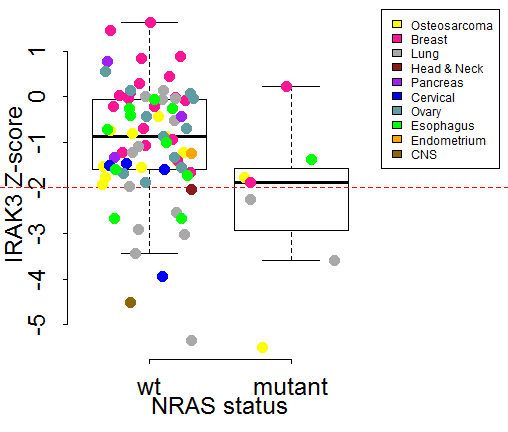 Osteosarcoma
Breast
Lung
Head & Neck
Pancreas
Cervical
Ovary
Esophagus
Endometrium
CNS
IRAK3 Z-score
1
0
-1
-2
-3
-4
-5
wt mutant
NRAS status